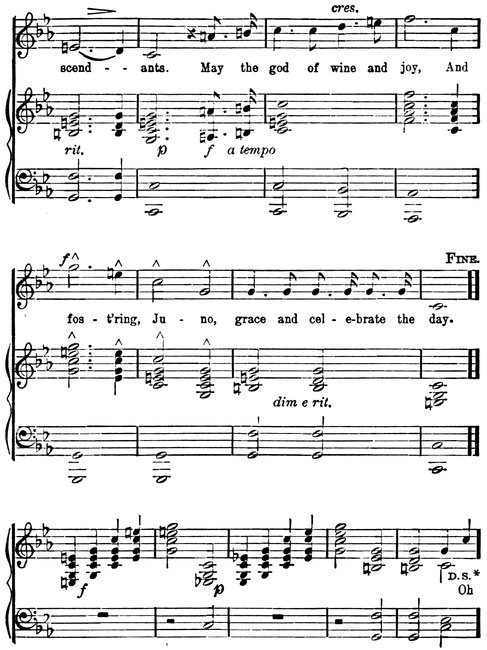 cres.
scend - - ants. May the god of wine and joy, And
rit. p f a tempo
f FINE.
fos - t'ring, Ju - no, grace and cel - e - brate the day.
dim e rit.
f p D.S.*
Oh